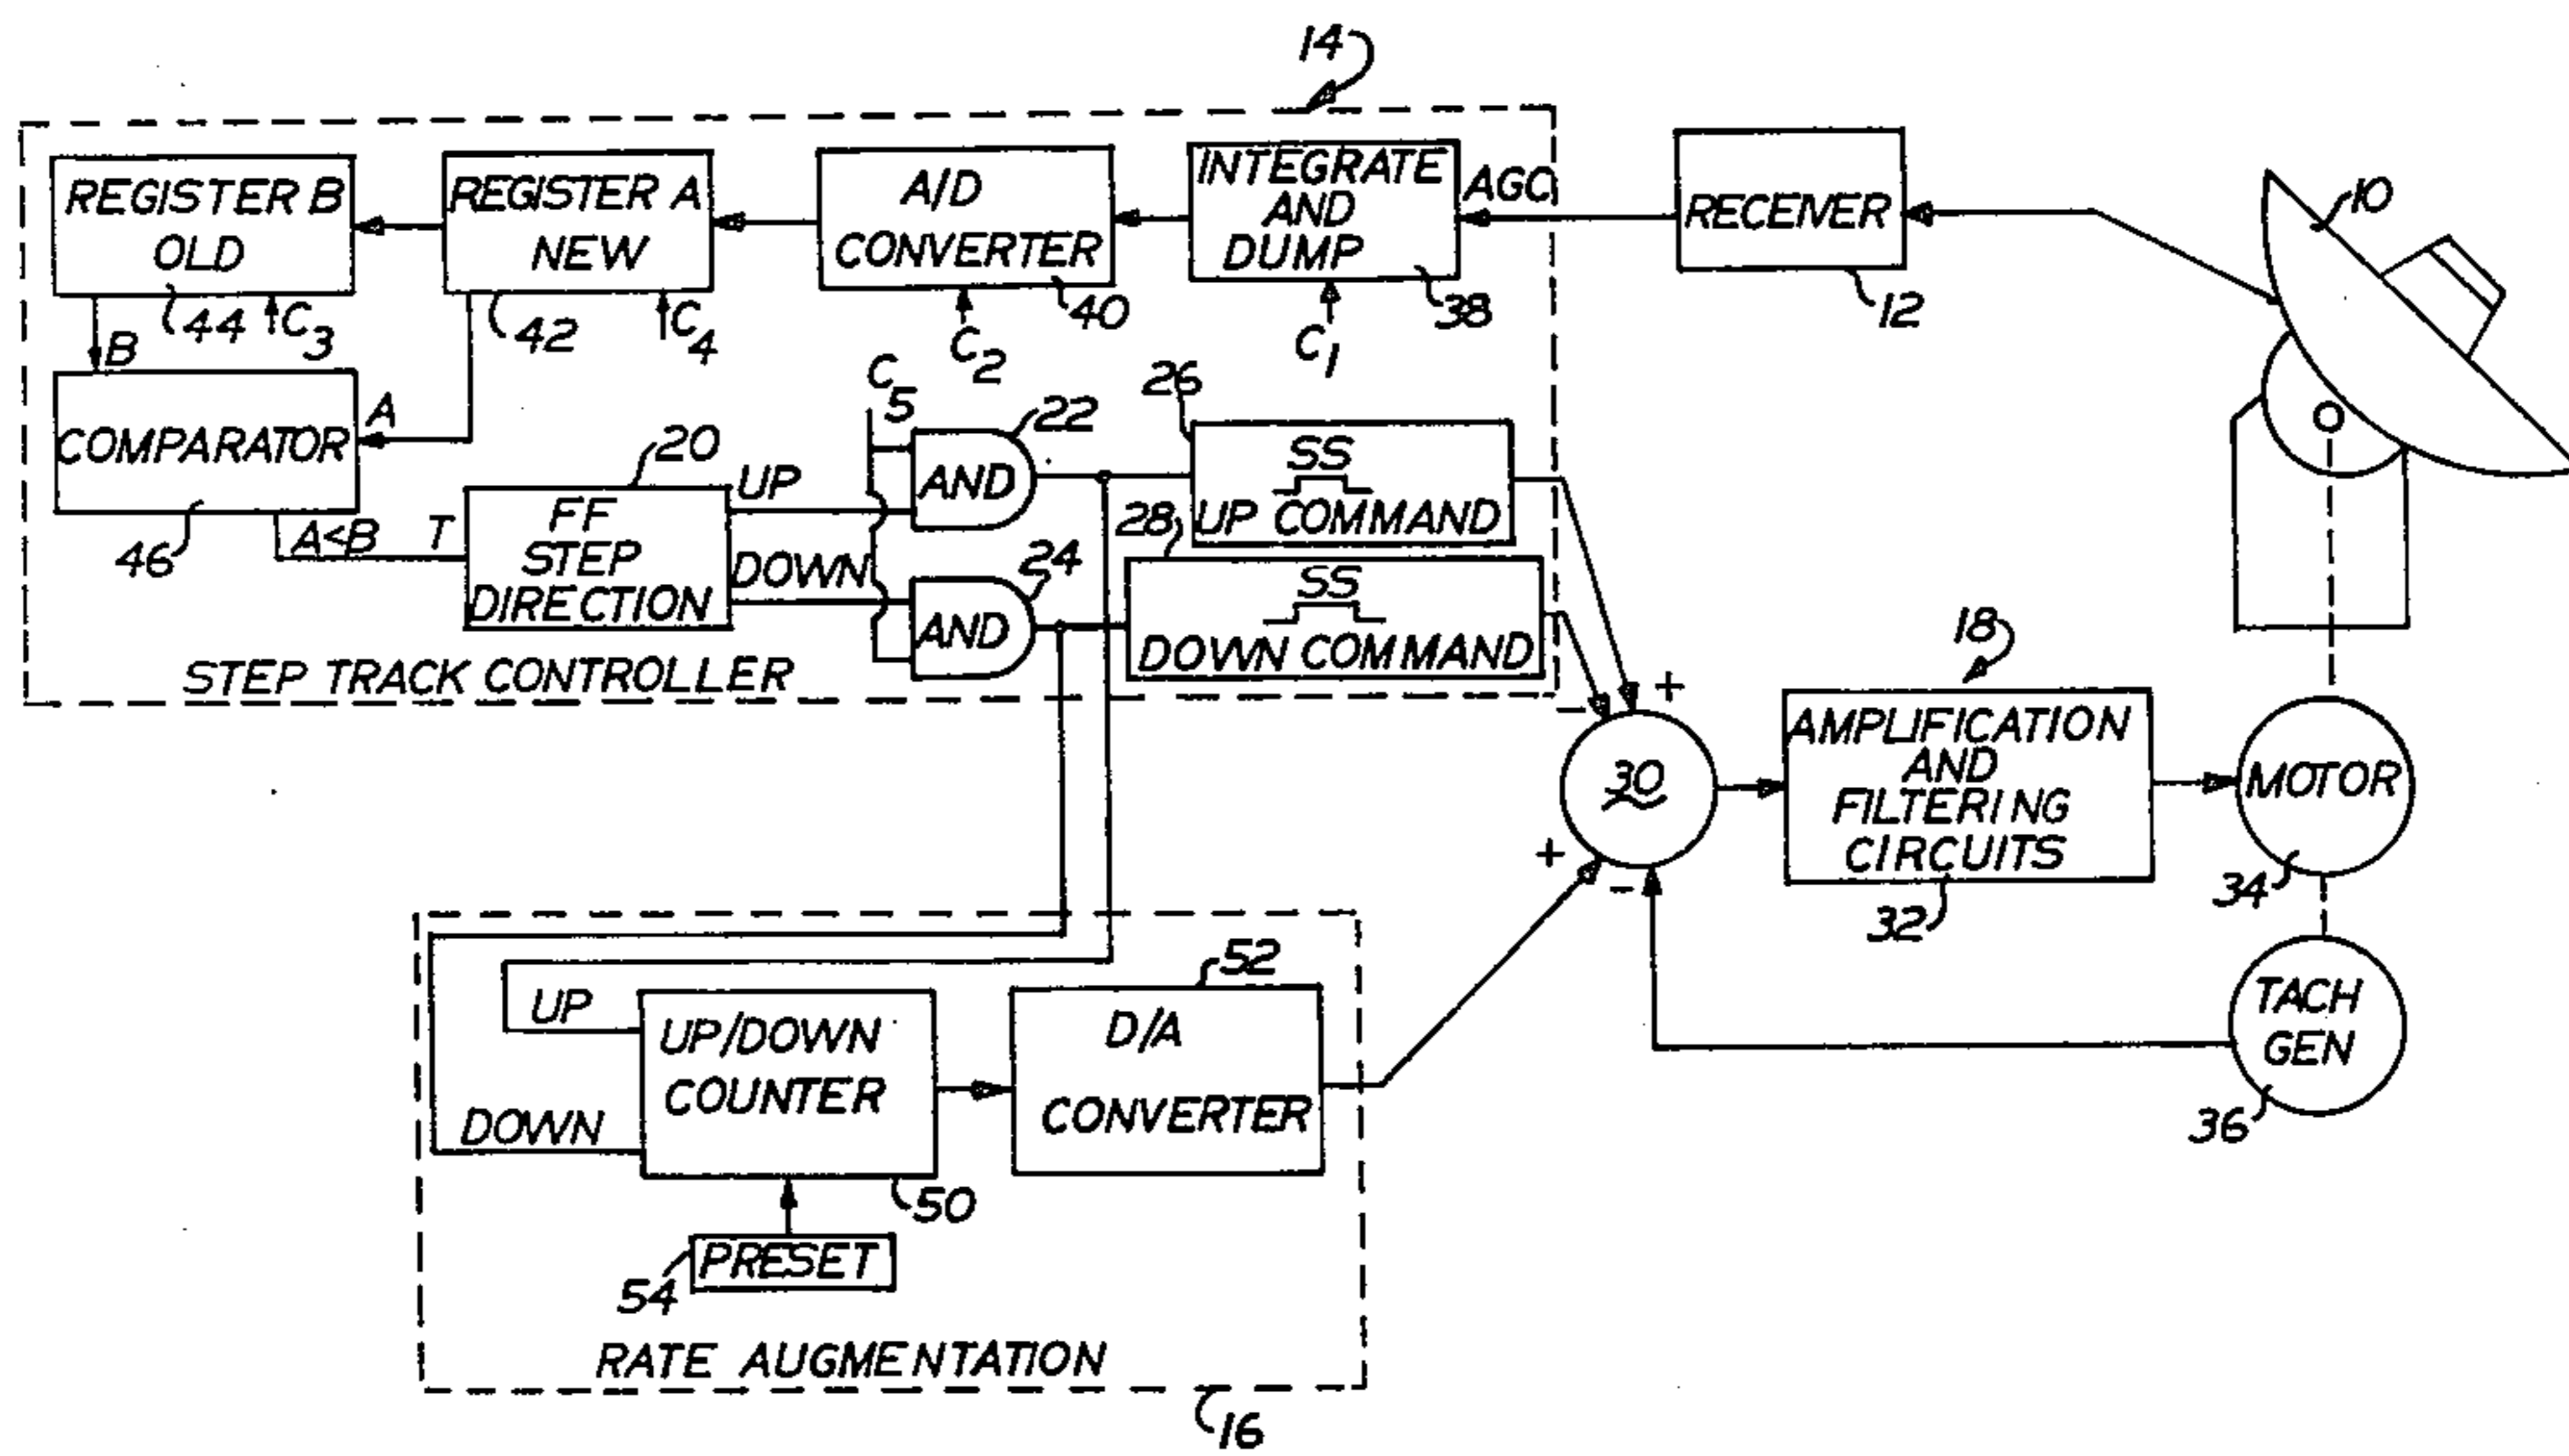 14
REGISTER B
OLD
REGISTER A
NEW
A/D
CONVERTER
INTEGRATE
AND
DUMP
AGC
RECEIVER
10
44
C3
42
C4
40
C2
38
C1
12
B
COMPARATOR
A
46
A<B
T
20
FF
STEP
DIRECTION
UP
DOWN
C5
22
AND
24
AND
26
SS
UP COMMAND
28
SS
DOWN COMMAND
STEP TRACK CONTROLLER
-
+
30
+
-
18
AMPLIFICATION
AND
FILTERING
CIRCUITS
32
MOTOR
34
TACH
GEN
36
UP
DOWN
UP/DOWN
COUNTER
50
52
D/A
CONVERTER
PRESET
54
RATE AUGMENTATION
16